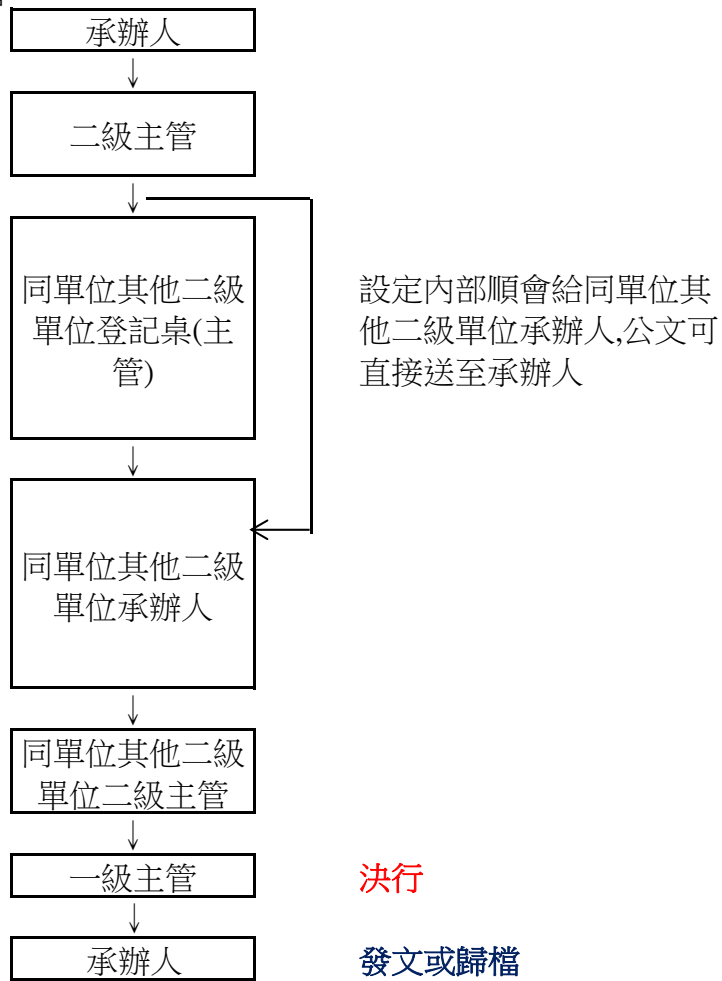 承辦人
二級主管
同單位其他二級
單位登記桌(主
管)
設定內部順會給同單位其
他二級單位承辦人,公文可
直接送至承辦人
同單位其他二級
單位承辦人
同單位其他二級
單位二級主管
一級主管
決行
承辦人
發文或歸檔